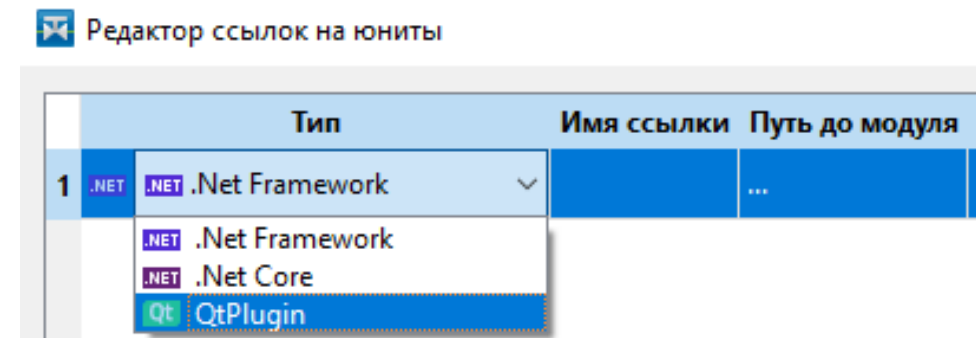 Редактор ссылок на юниты
Тип Имя ссылки Путь до модуля
1 .NET .NET .Net Framework ...
.NET .Net Framework
.NET .Net Core
Qt QtPlugin